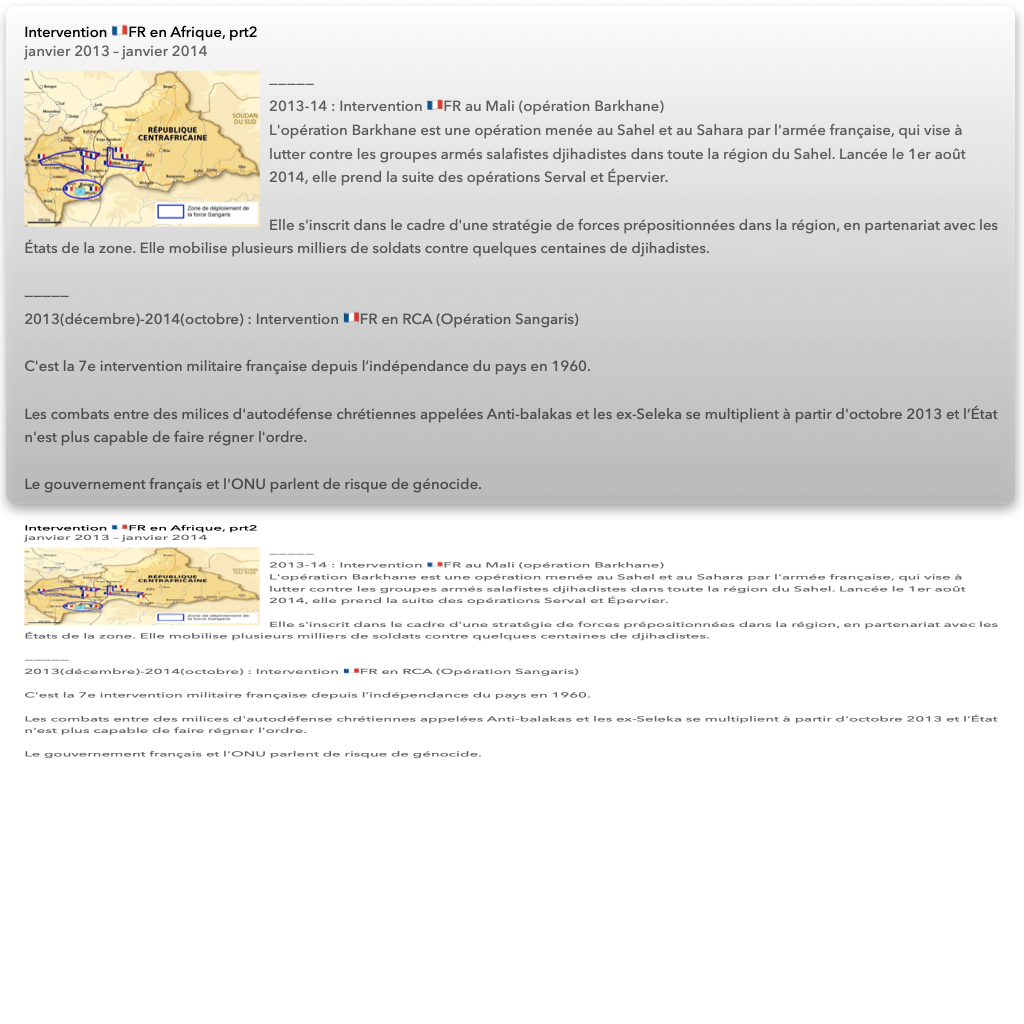 Intervention 🇫🇷FR en Afrique, prt2
janvier 2013 – janvier 2014
RÉPUBLIQUE
CENTRAFRICAINE
SOUDAN
DU SUD
Zone de déploiement de
la force Sangaris
_____
2013-14 : Intervention 🇫🇷FR au Mali (opération Barkhane)
L'opération Barkhane est une opération menée au Sahel et au Sahara par l'armée française, qui vise à
lutter contre les groupes armés salafistes djihadistes dans toute la région du Sahel. Lancée le 1er août
2014, elle prend la suite des opérations Serval et Épervier.
Elle s'inscrit dans le cadre d'une stratégie de forces prépositionnées dans la région, en partenariat avec les
États de la zone. Elle mobilise plusieurs milliers de soldats contre quelques centaines de djihadistes.
_____
2013(décembre)-2014(octobre) : Intervention 🇫🇷FR en RCA (Opération Sangaris)
C'est la 7e intervention militaire française depuis l’indépendance du pays en 1960.
Les combats entre des milices d'autodéfense chrétiennes appelées Anti-balakas et les ex-Seleka se multiplient à partir d'octobre 2013 et l’État
n'est plus capable de faire régner l'ordre.
Le gouvernement français et l'ONU parlent de risque de génocide.
Intervention 🇫🇷FR en Afrique, prt2
janvier 2013 – janvier 2014
RÉPUBLIQUE
CENTRAFRICAINE
SOUDAN
DU SUD
Zone de déploiement de
la force Sangaris
_____
2013-14 : Intervention 🇫🇷FR au Mali (opération Barkhane)
L'opération Barkhane est une opération menée au Sahel et au Sahara par l'armée française, qui vise à
lutter contre les groupes armés salafistes djihadistes dans toute la région du Sahel. Lancée le 1er août
2014, elle prend la suite des opérations Serval et Épervier.
Elle s'inscrit dans le cadre d'une stratégie de forces prépositionnées dans la région, en partenariat avec les
États de la zone. Elle mobilise plusieurs milliers de soldats contre quelques centaines de djihadistes.
_____
2013(décembre)-2014(octobre) : Intervention 🇫🇷FR en RCA (Opération Sangaris)
C'est la 7e intervention militaire française depuis l’indépendance du pays en 1960.
Les combats entre des milices d'autodéfense chrétiennes appelées Anti-balakas et les ex-Seleka se multiplient à partir d'octobre 2013 et l’État
n'est plus capable de faire régner l'ordre.
Le gouvernement français et l'ONU parlent de risque de génocide.